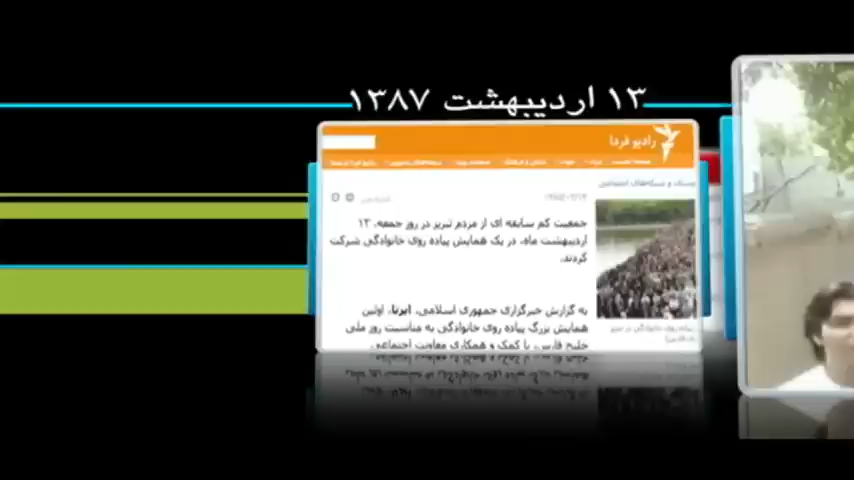 ۱۳ اردیبهشت ۱۳۸۷
رادیو فردا
جمعیت کم سابقه ای از مردم تبریز در روز جمعه، ۱۳
اردیبهشت ماه، در یک همایش پیاده روی خانوادگی شرکت
کردند.
به گزارش خبرگزاری جمهوری اسلامی، ایرنا، اولین
همایش بزرگ پیاده روی خانوادگی به مناسبت روز ملی
خلیج فارس، با کمک و همکاری معاونت اجتماعی